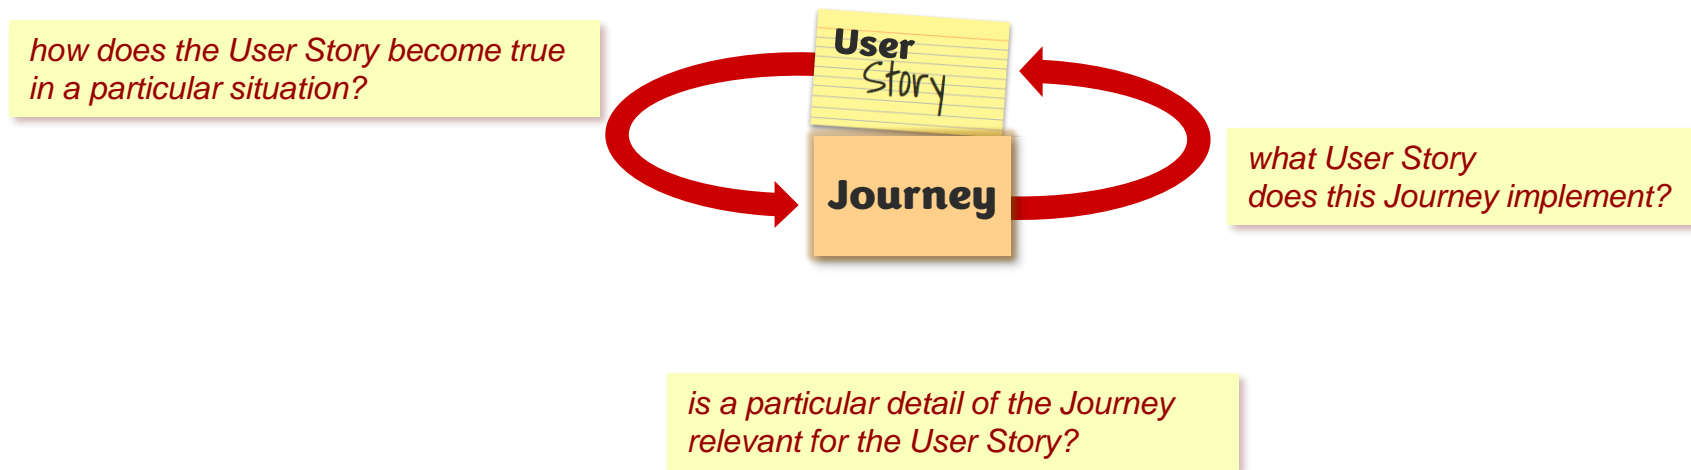 how does the User Story become true
in a particular situation?
User
Story
Journey
what User Story
does this Journey implement?
is a particular detail of the Journey
relevant for the User Story?